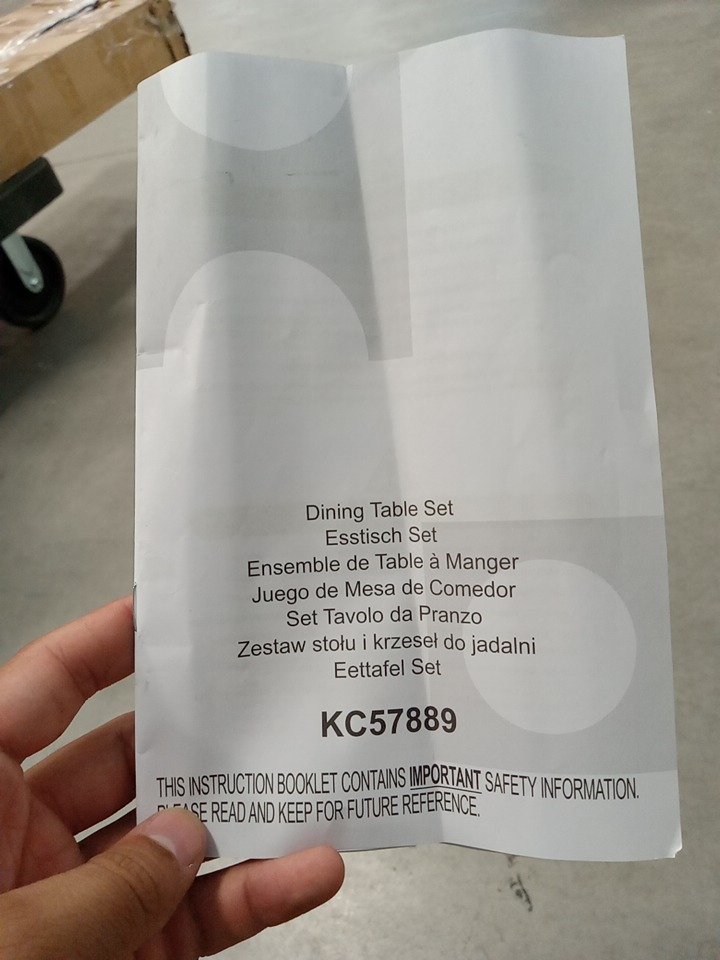 Dining Table Set
Esstisch Set
Ensemble de Table à Manger
Juego de Mesa de Comedor
Set Tavolo da Pranzo
Zestaw stołu i krzeseł do jadalni
Eettafel Set
KC57889
THIS INSTRUCTION BOOKLET CONTAINS IMPORTANT SAFETY INFORMATION.
PLEASE READ AND KEEP FOR FUTURE REFERENCE.